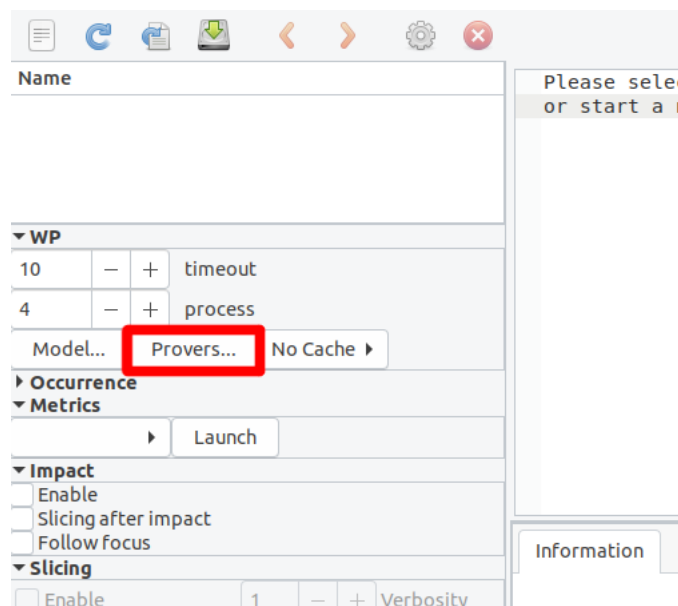 Name
Please sele
or start a
WP
10 timeout
4 process
Model... Provers... No Cache
Occurrence
Metrics
Launch
Impact
Enable
Slicing after impact
Follow focus
Slicing
Enable 1 Verbosity
Information